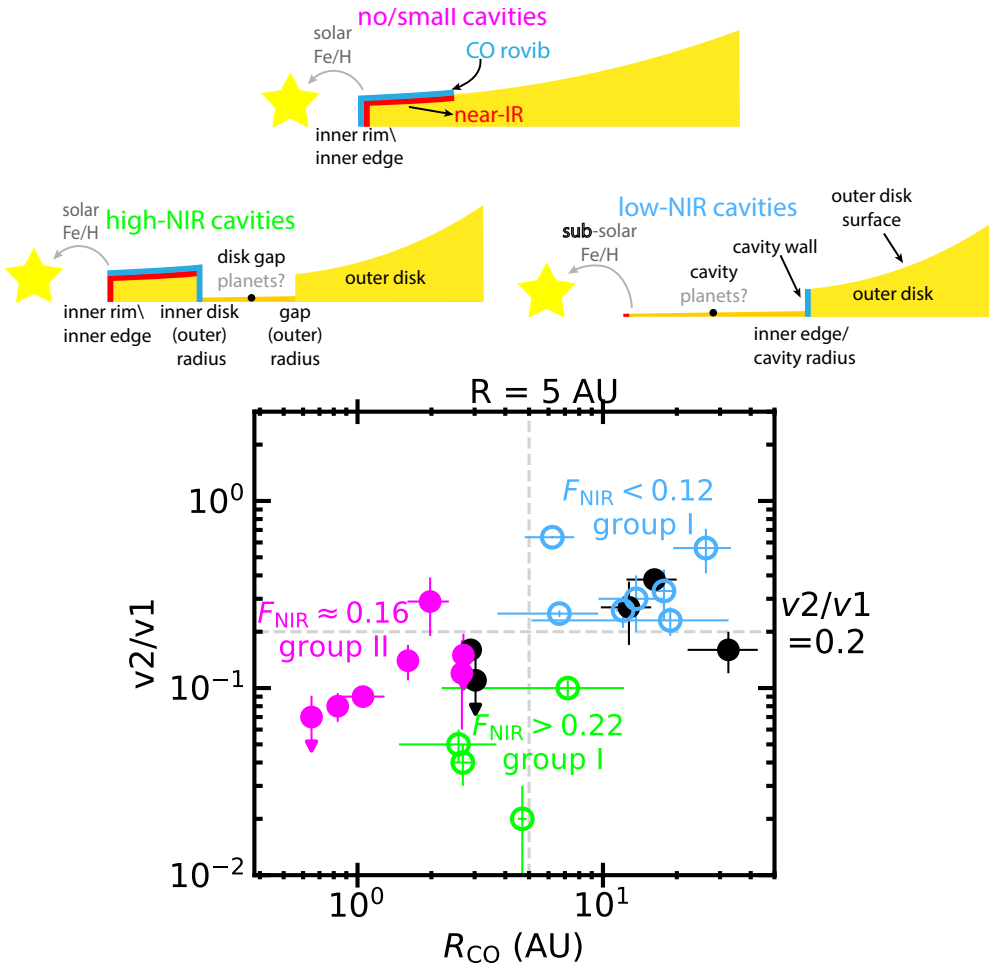 no/small cavities
solar
Fe/H
CO rovib
near-IR
inner rim\
inner edge
high-NIR cavities
solar
Fe/H
disk gap
planets?
outer disk
inner rim\
inner edge
inner disk
(outer)
radius
gap
(outer)
radius
low-NIR cavities
sub-solar
Fe/H
outer disk
surface
cavity wall
cavity
planets?
outer disk
inner edge/
cavity radius
R = 5 AU
F_NIR < 0.12
group I
F_NIR ≈ 0.16
group II
v2/v1
=0.2
F_NIR > 0.22
group I
v2/v1
10^0
10^-1
10^-2
10^0
10^1
R_CO (AU)